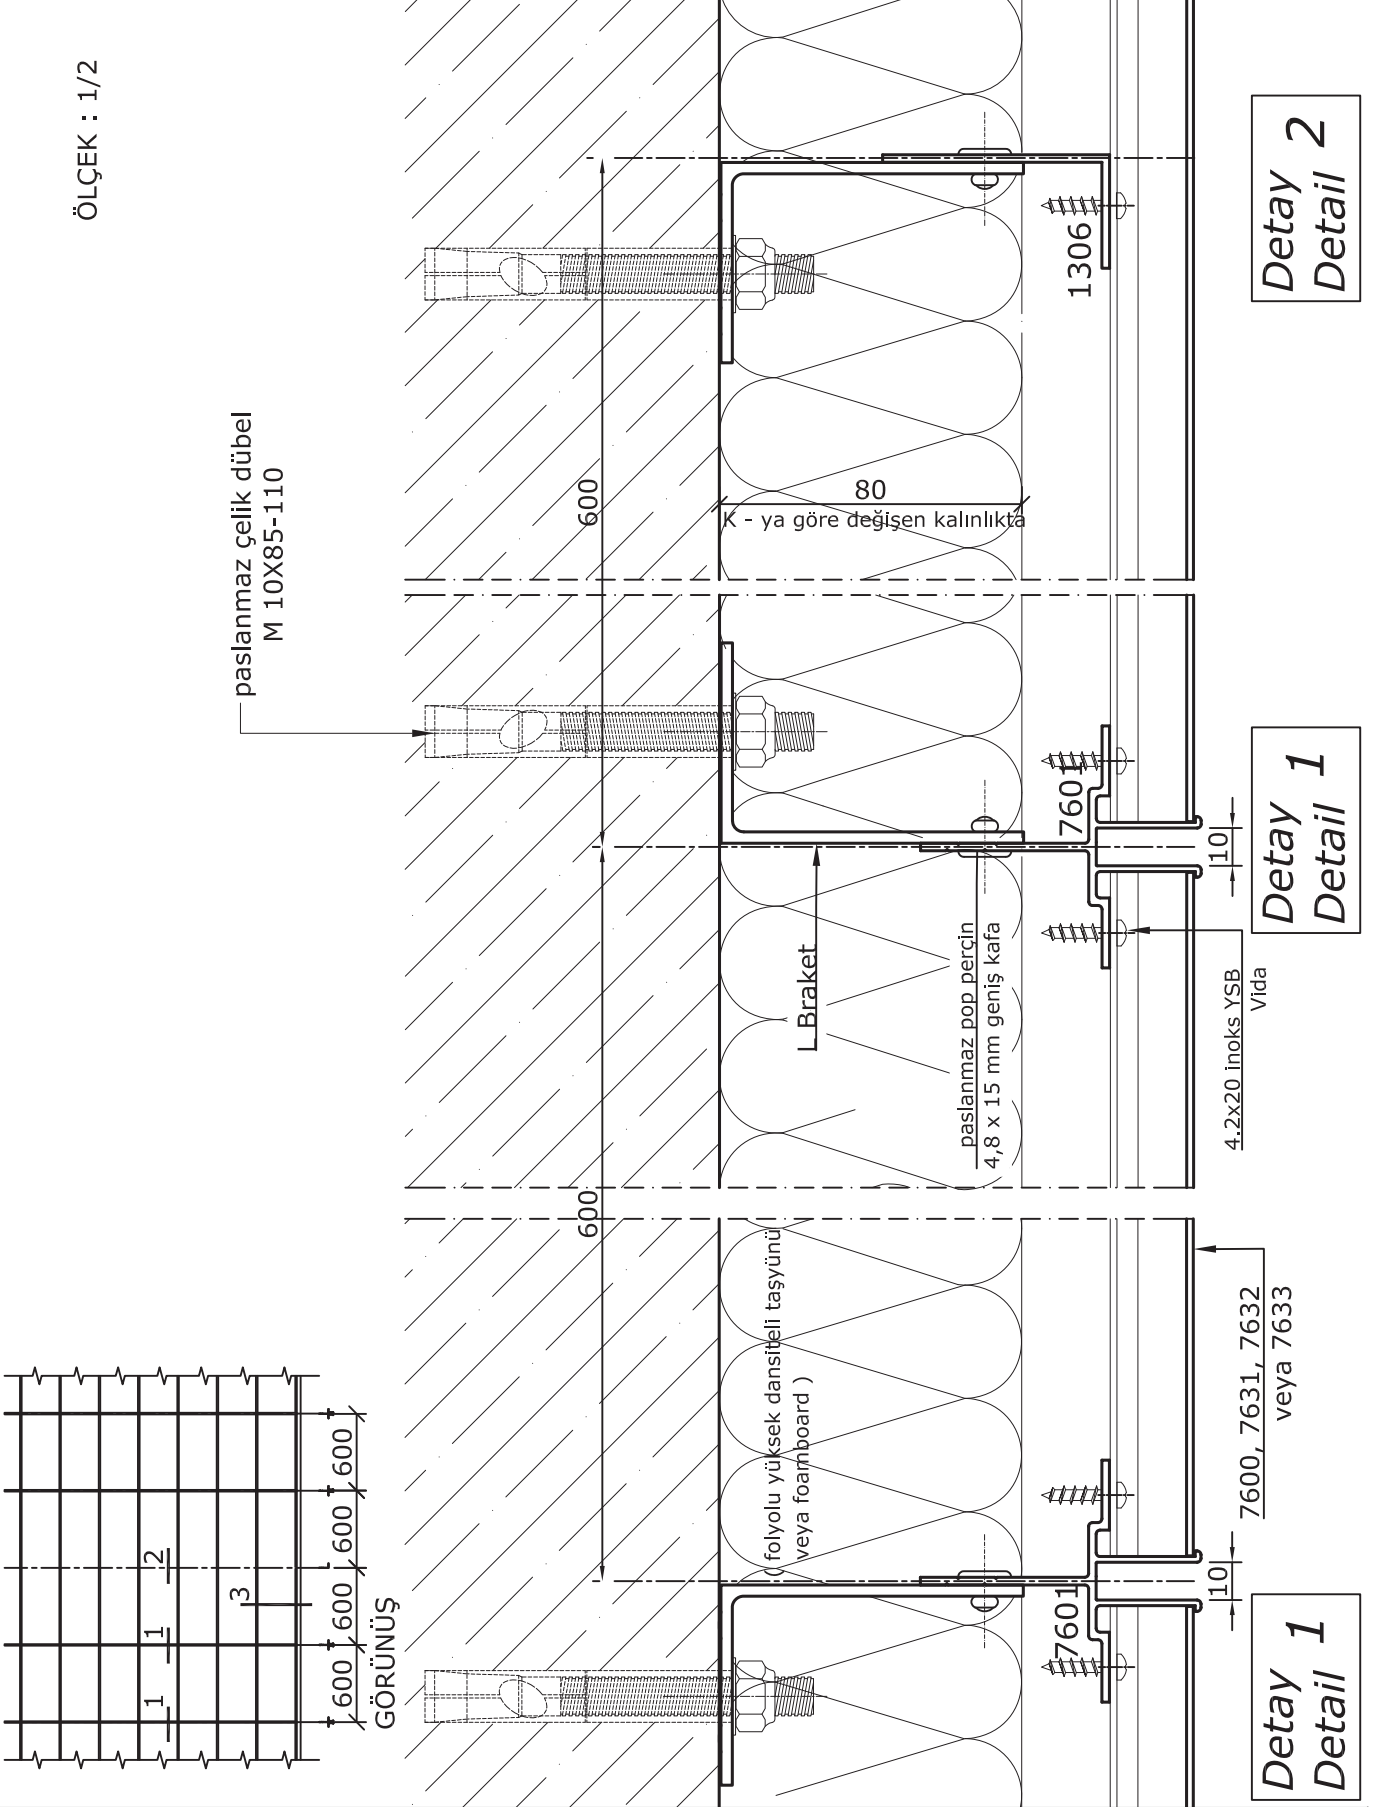 ÖLÇEK : 1/2
paslanmaz çelik dübel
M 10X85-110
600
600
80
K - ya göre değişen kalınlıkta
1306
7601
7601
L Braket
paslanmaz pop perçin
4,8 x 15 mm geniş kafa
4.2x20 inoks YSB
Vida
( folyolu yüksek dansiteli taşyünü
veya foamboard )
7600, 7631, 7632
veya 7633
10
10
Detay 1
Detail 1
Detay 1
Detail 1
Detay 2
Detail 2
1
1
2
3
600
600
600
600
GÖRÜNÜŞ